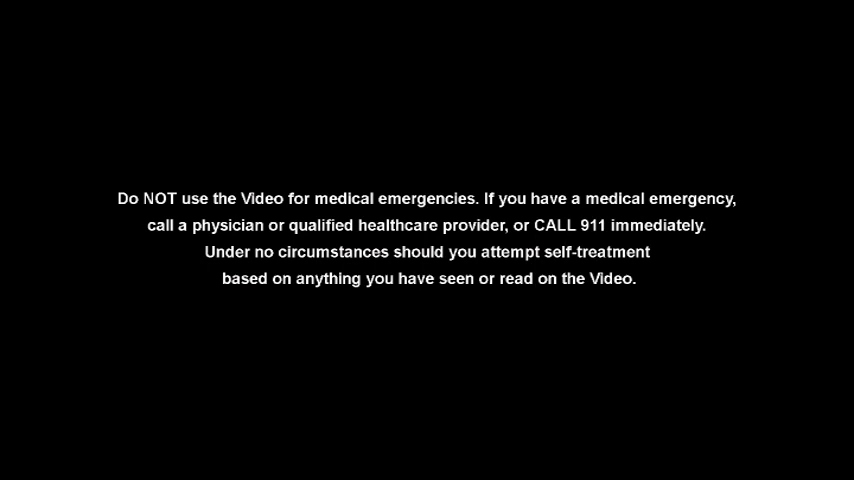 Do NOT use the Video for medical emergencies. If you have a medical emergency,
call a physician or qualified healthcare provider, or CALL 911 immediately.
Under no circumstances should you attempt self-treatment
based on anything you have seen or read on the Video.